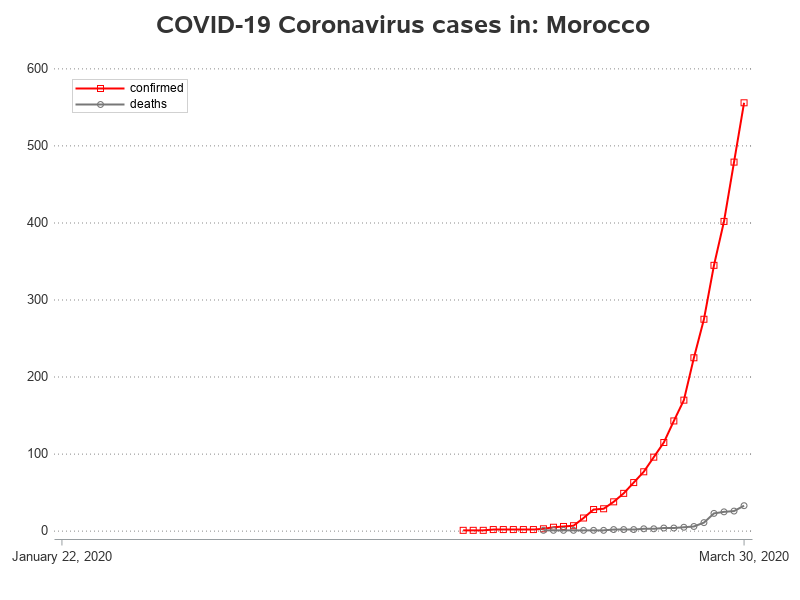 COVID-19 Coronavirus cases in: Morocco
600
confirmed
deaths
500
400
300
200
100
0
January 22, 2020
March 30, 2020